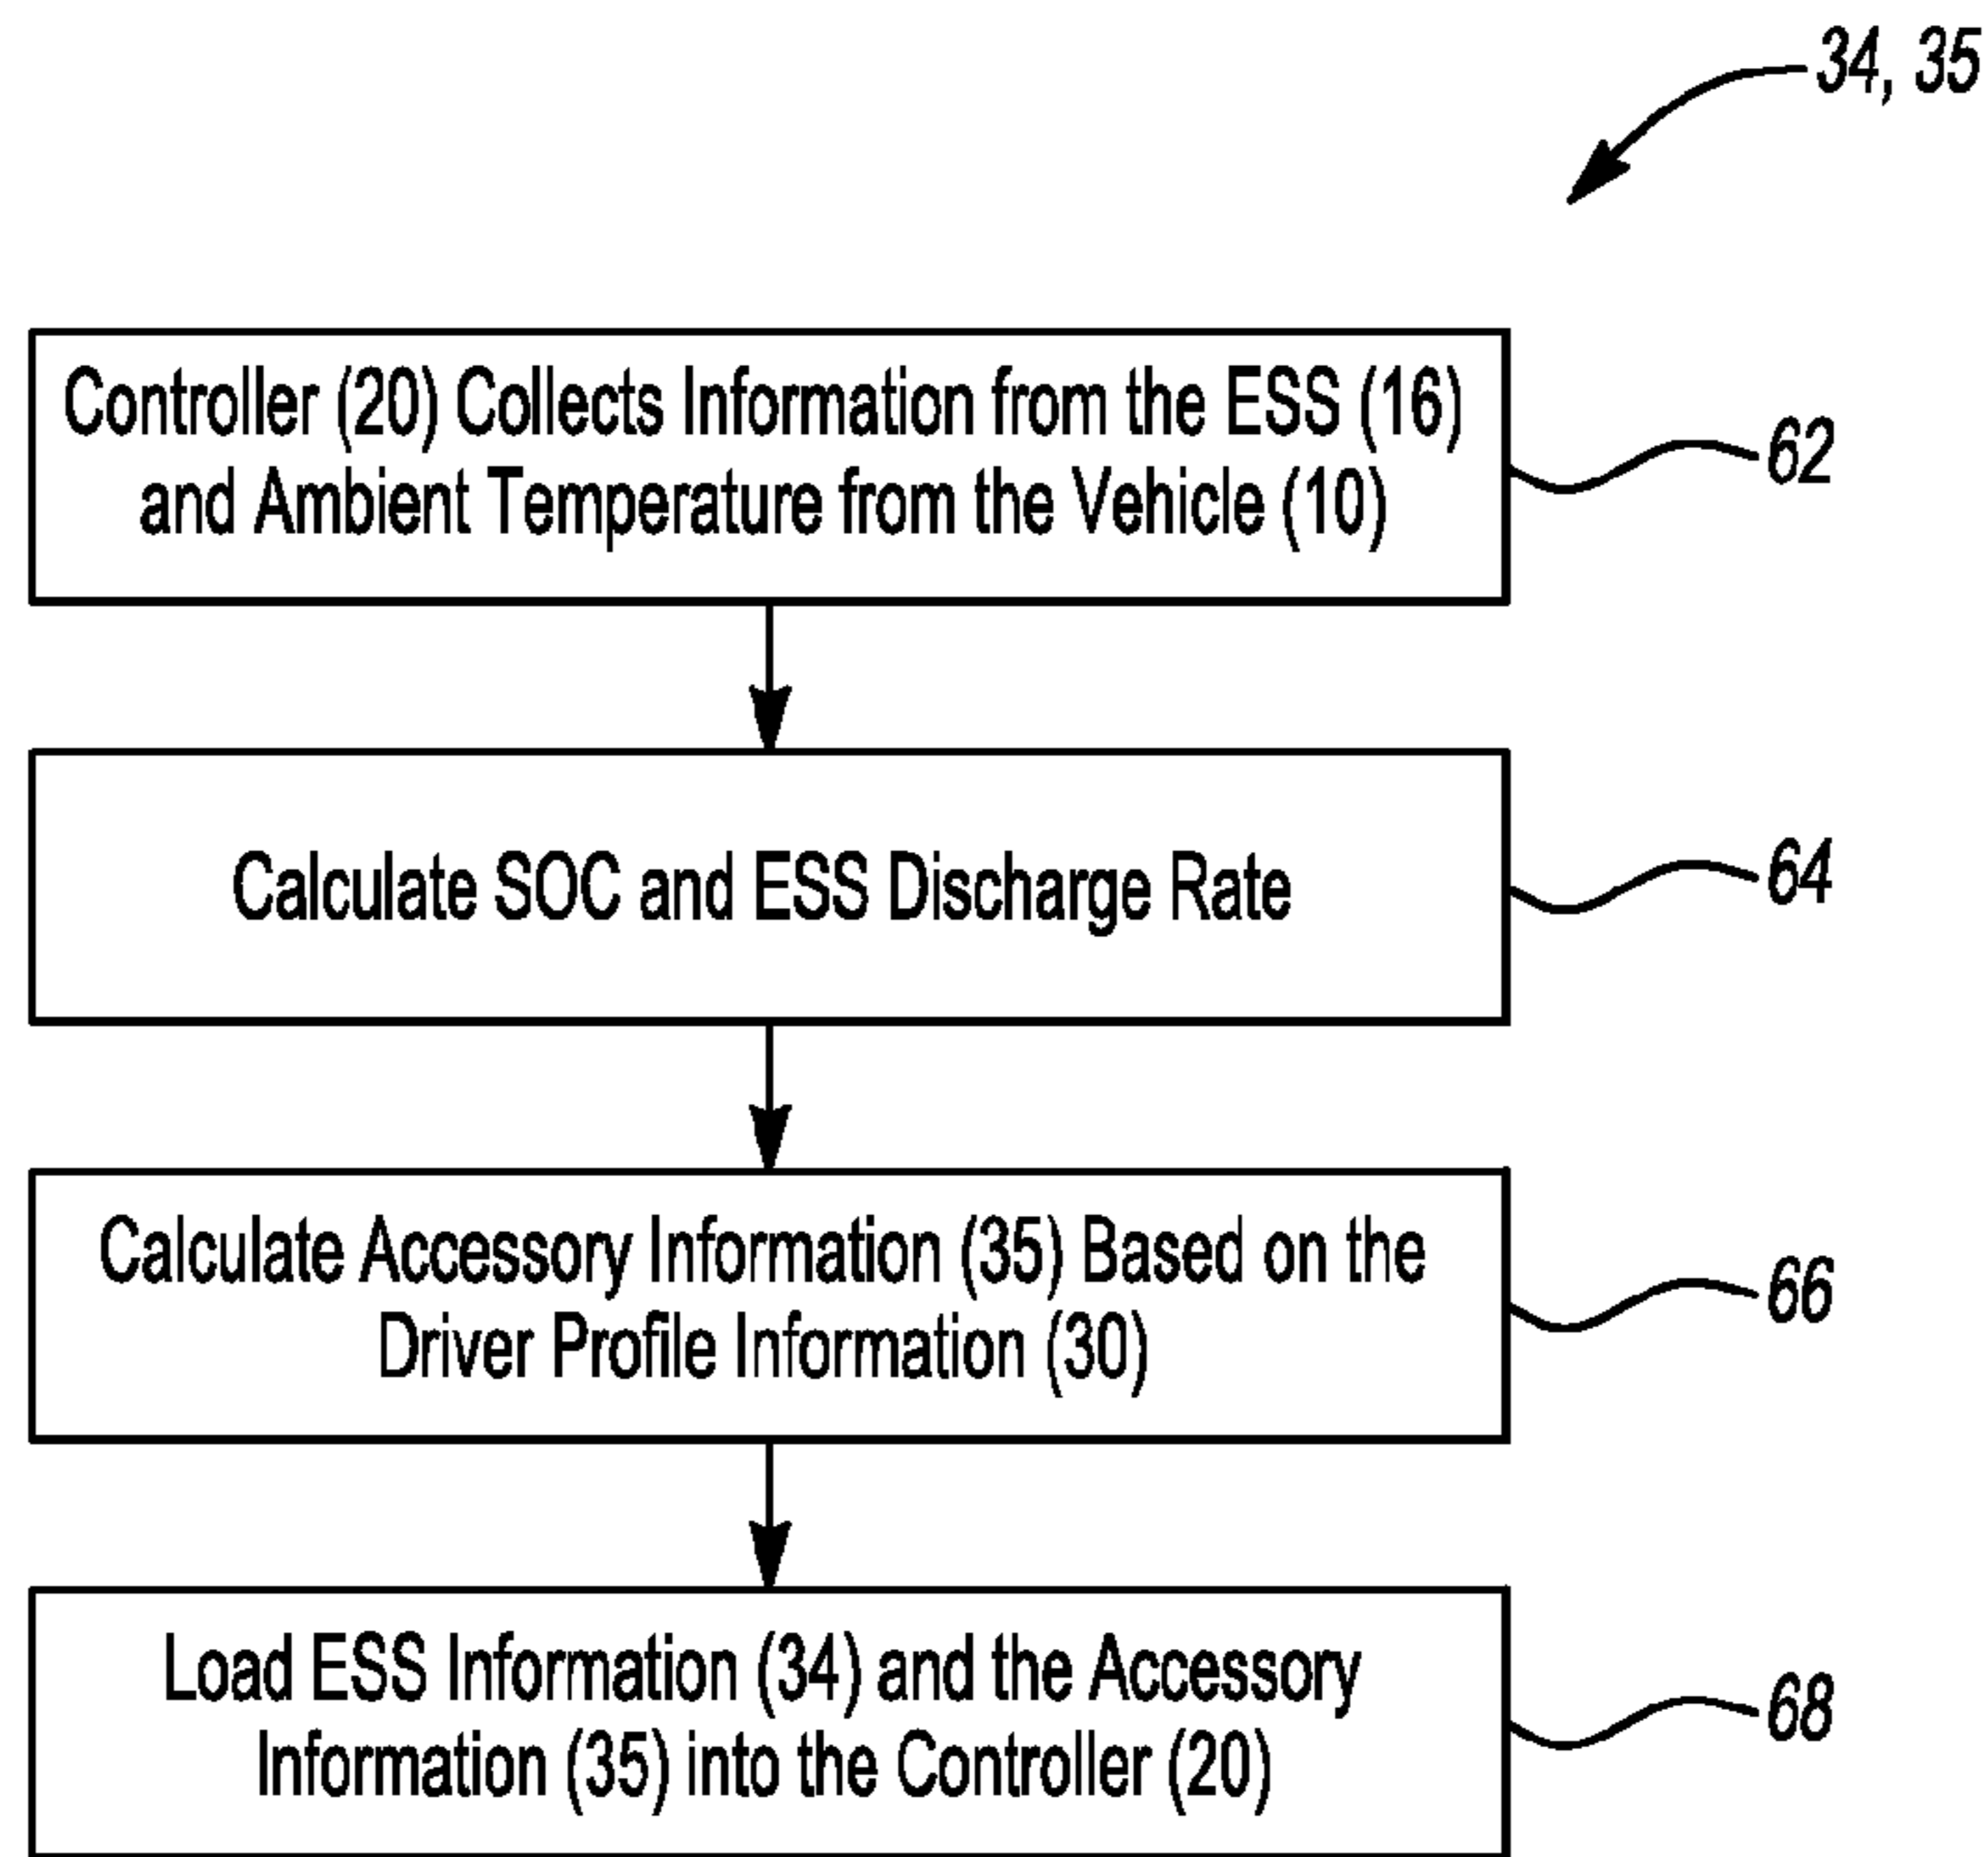 34, 35
Controller (20) Collects Information from the ESS (16)
and Ambient Temperature from the Vehicle (10)
62
Calculate SOC and ESS Discharge Rate
64
Calculate Accessory Information (35) Based on the
Driver Profile Information (30)
66
Load ESS Information (34) and the Accessory
Information (35) into the Controller (20)
68